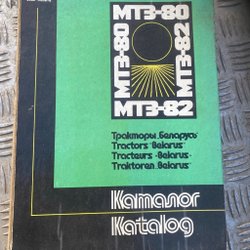 МТЗ-80
МТЗ-80
МТЗ-82
МТЗ-82
Тракторы „Беларусь"
Tractors "Belarus"
Tracteurs «Belarus»
Traktoren „Belarus"
Каталог
Katalog